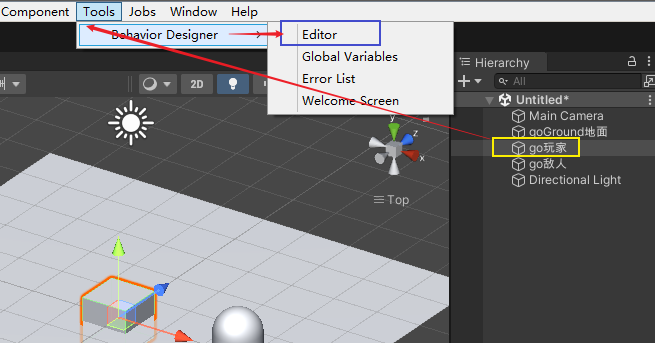 Component Tools Jobs Window Help
Behavior Designer
Editor
Global Variables
Error List
Welcome Screen
2D
y
z
x
Top
Hierarchy
All
Untitled*
Main Camera
goGround地面
go玩家
go敌人
Directional Light